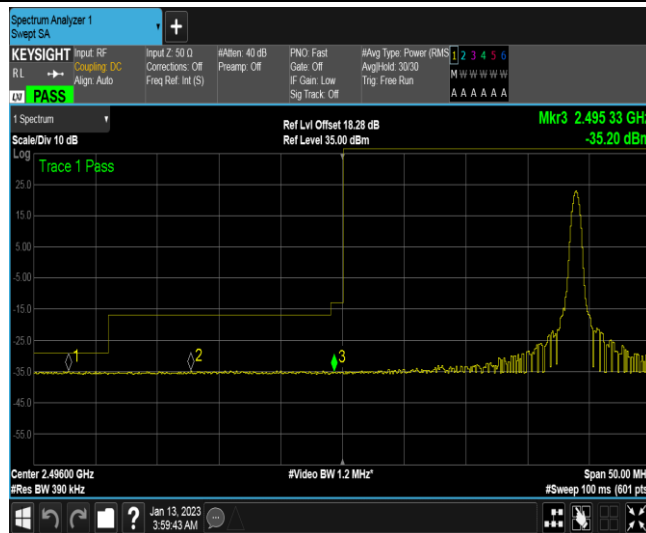 Spectrum Analyzer 1
Swept SA
+
KEYSIGHT
Input: RF
Coupling: DC
Align: Auto
Input Z: 50 Ω
Corrections: Off
Freq Ref: Int (S)
#Atten: 40 dB
Preamp: Off
PNO: Fast
Gate: Off
IF Gain: Low
Sig Track: Off
#Avg Type: Power (RMS
Avg|Hold: 30/30
Trig: Free Run
1 2 3 4 5 6
M W W W W W
A A A A A A
R L
LXI PASS
1 Spectrum
Scale/Div 10 dB
Ref Lvl Offset 18.28 dB
Ref Level 35.00 dBm
Mkr3 2.495 33 GHz
-35.20 dBm
Log
Trace 1 Pass
25.0
15.0
5.00
-5.00
-15.0
-25.0
-35.0
-45.0
-55.0
1
2
3
Center 2.49600 GHz
#Res BW 390 kHz
#Video BW 1.2 MHz*
Span 50.00 MH
#Sweep 100 ms (601 pts
?
Jan 13, 2023
3:59:43 AM